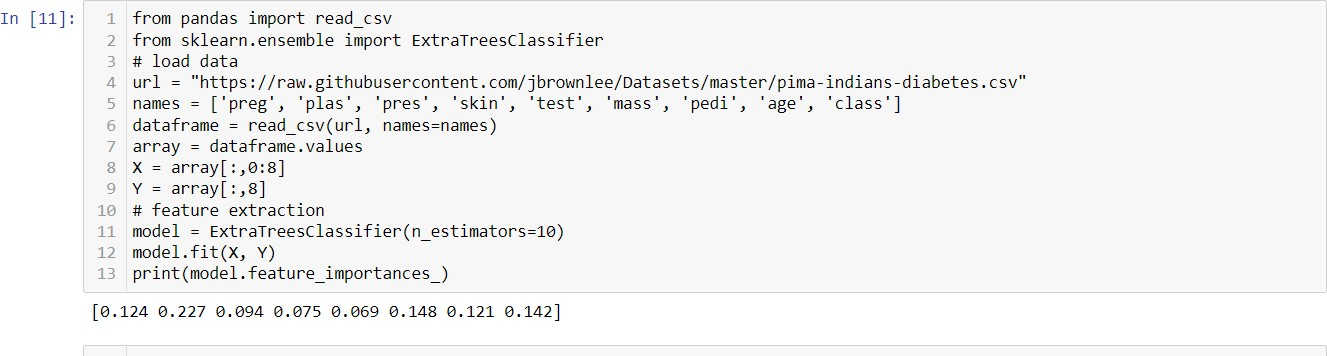 In [11]:
1 from pandas import read_csv
2 from sklearn.ensemble import ExtraTreesClassifier
3 # load data
4 url = "https://raw.githubusercontent.com/jbrownlee/Datasets/master/pima-indians-diabetes.csv"
5 names = ['preg', 'plas', 'pres', 'skin', 'test', 'mass', 'pedi', 'age', 'class']
6 dataframe = read_csv(url, names=names)
7 array = dataframe.values
8 X = array[:,0:8]
9 Y = array[:,8]
10 # feature extraction
11 model = ExtraTreesClassifier(n_estimators=10)
12 model.fit(X, Y)
13 print(model.feature_importances_)
[0.124 0.227 0.094 0.075 0.069 0.148 0.121 0.142]